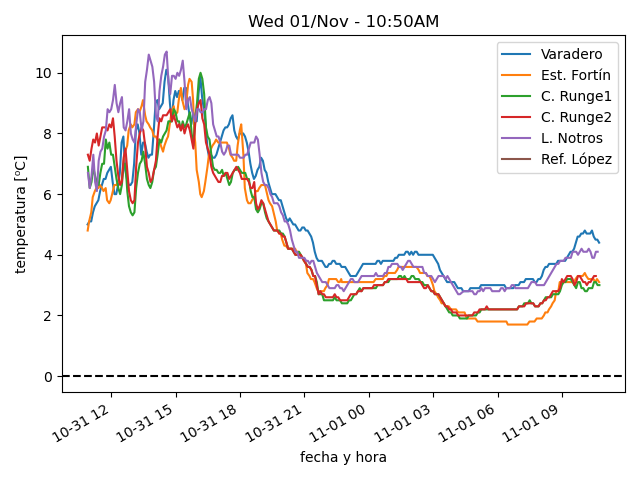 Wed 01/Nov - 10:50AM
temperatura [ºC]
10
8
6
4
2
0
Varadero
Est. Fortín
C. Runge1
C. Runge2
L. Notros
Ref. López
10-31 12
10-31 15
10-31 18
10-31 21
11-01 00
11-01 03
11-01 06
11-01 09
fecha y hora